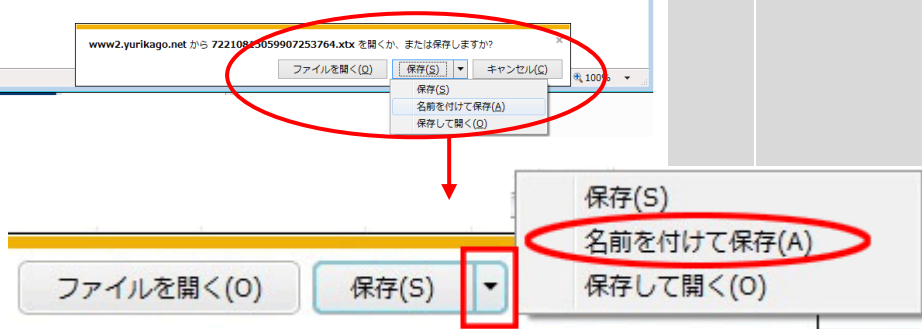 www2.yurikago.net から 72210815059907253764.xtx を開くか、または保存しますか?
×
ファイルを開く(O) 保存(S) ▼ キャンセル(C)
100% ▼
保存(S)
名前を付けて保存(A)
保存して開く(O)
保存(S)
名前を付けて保存(A)
保存して開く(O)
ファイルを開く(O) 保存(S) ▼